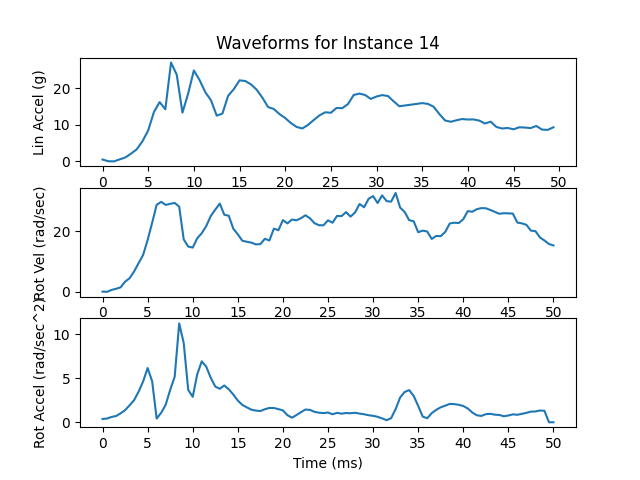 Waveforms for Instance 14
Lin Accel (g)
20
10
0
0 5 10 15 20 25 30 35 40 45 50
Rot Vel (rad/sec)
20
0
0 5 10 15 20 25 30 35 40 45 50
Rot Accel (rad/sec^2)
10
5
0
0 5 10 15 20 25 30 35 40 45 50
Time (ms)